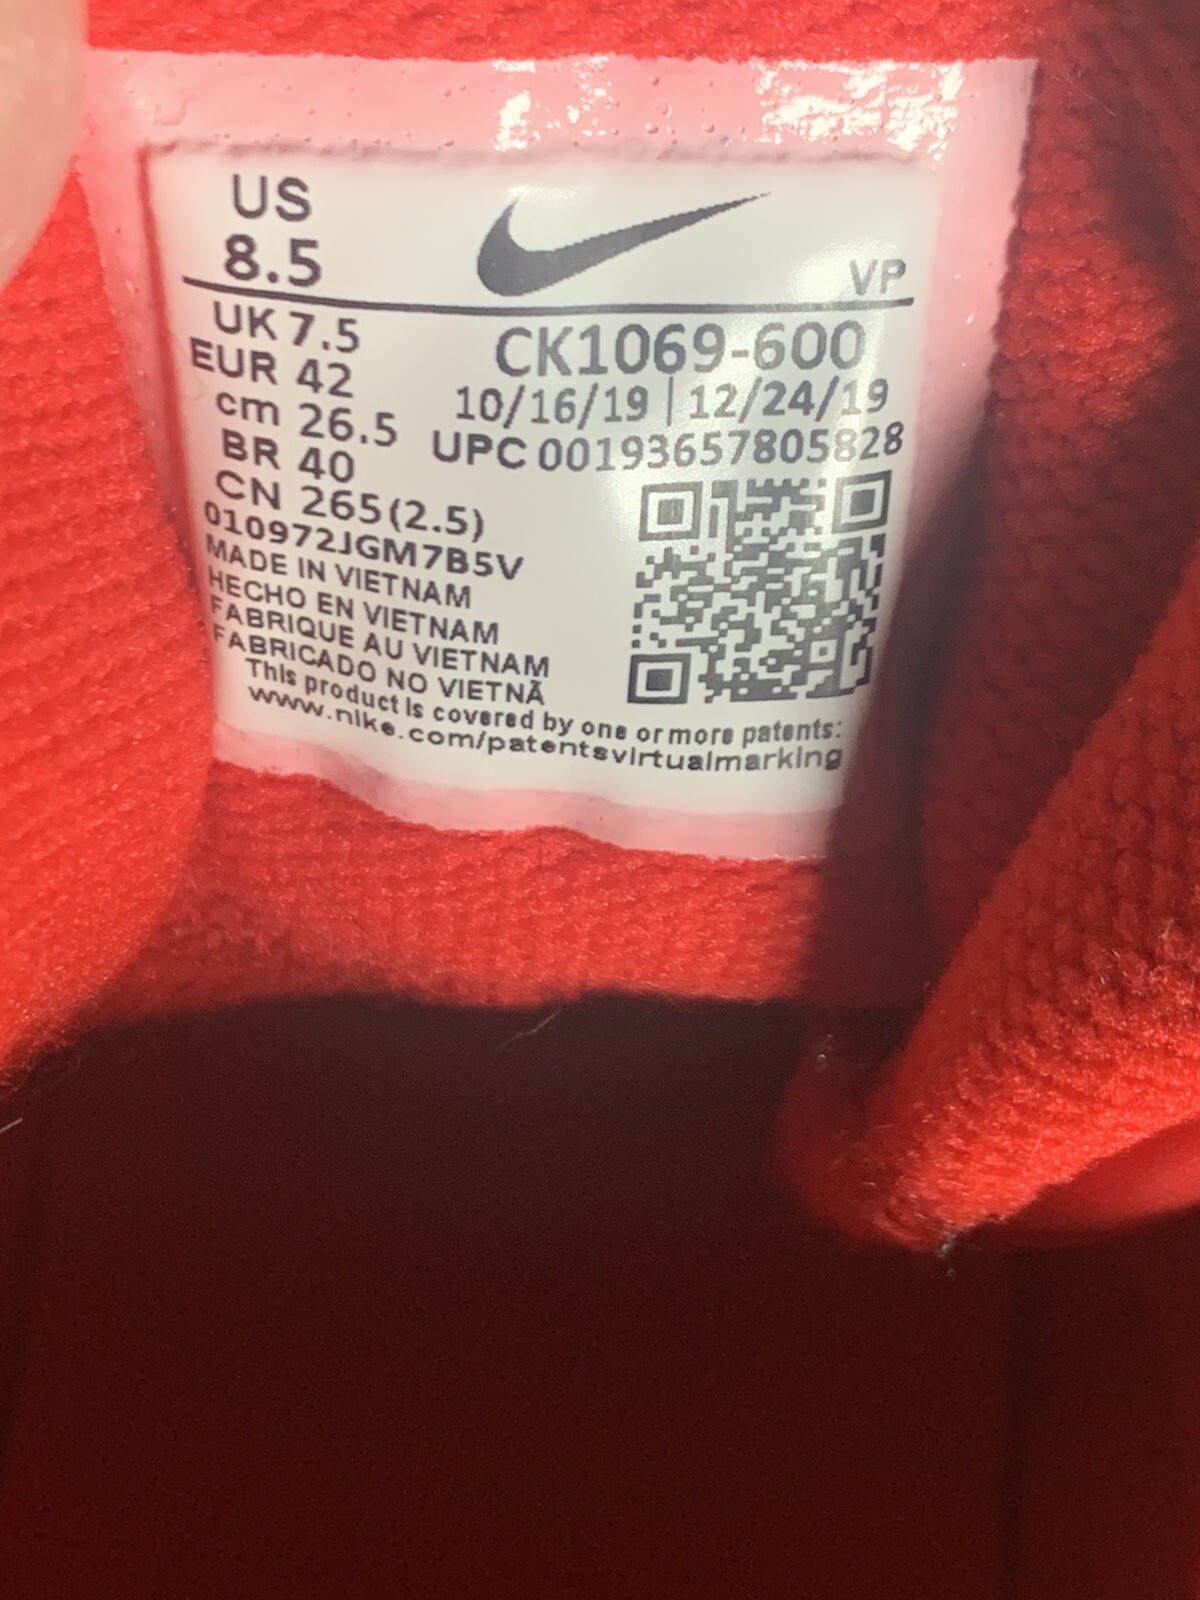 US
8.5
VP
UK 7.5
EUR 42
cm 26.5
BR 40
CN 265(2.5)
CK1069-600
10/16/19 | 12/24/19
UPC 00193657805828
010972JGM7B5V
MADE IN VIETNAM
HECHO EN VIETNAM
FABRIQUE AU VIETNAM
FABRICADO NO VIETNÃ
This product is covered by one or more patents:
www.nike.com/patentsvirtualmarking